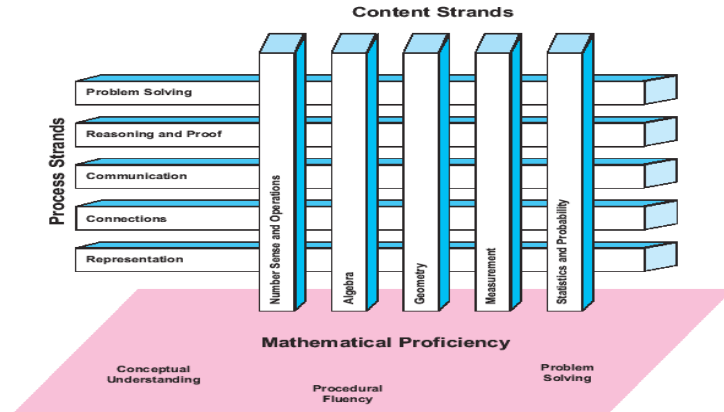 Content Strands
Process Strands
Problem Solving
Reasoning and Proof
Communication
Connections
Representation
Number Sense and Operations
Algebra
Geometry
Measurement
Statistics and Probability
Mathematical Proficiency
Conceptual
Understanding
Procedural
Fluency
Problem
Solving